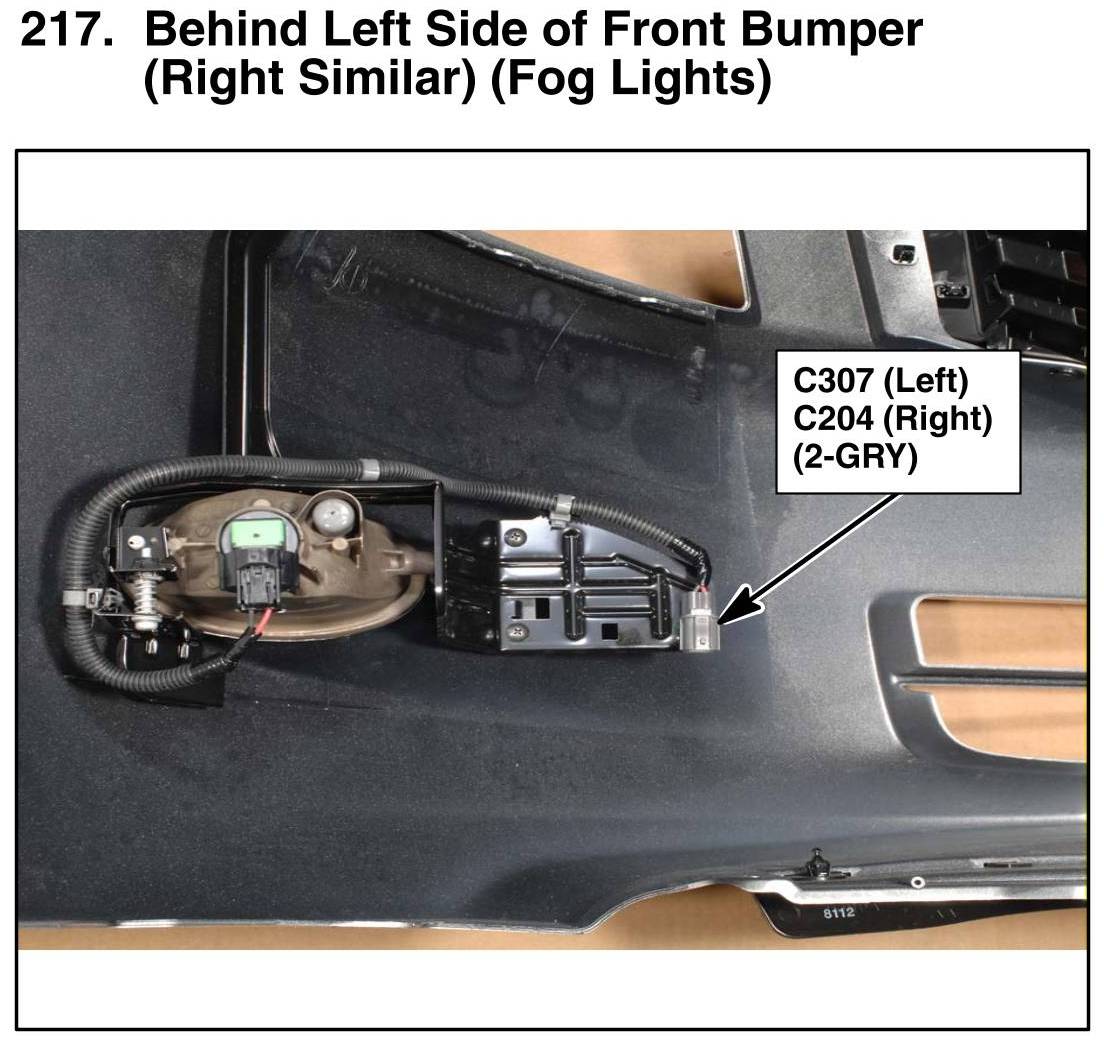 217. Behind Left Side of Front Bumper
(Right Similar) (Fog Lights)
C307 (Left)
C204 (Right)
(2-GRY)
8112